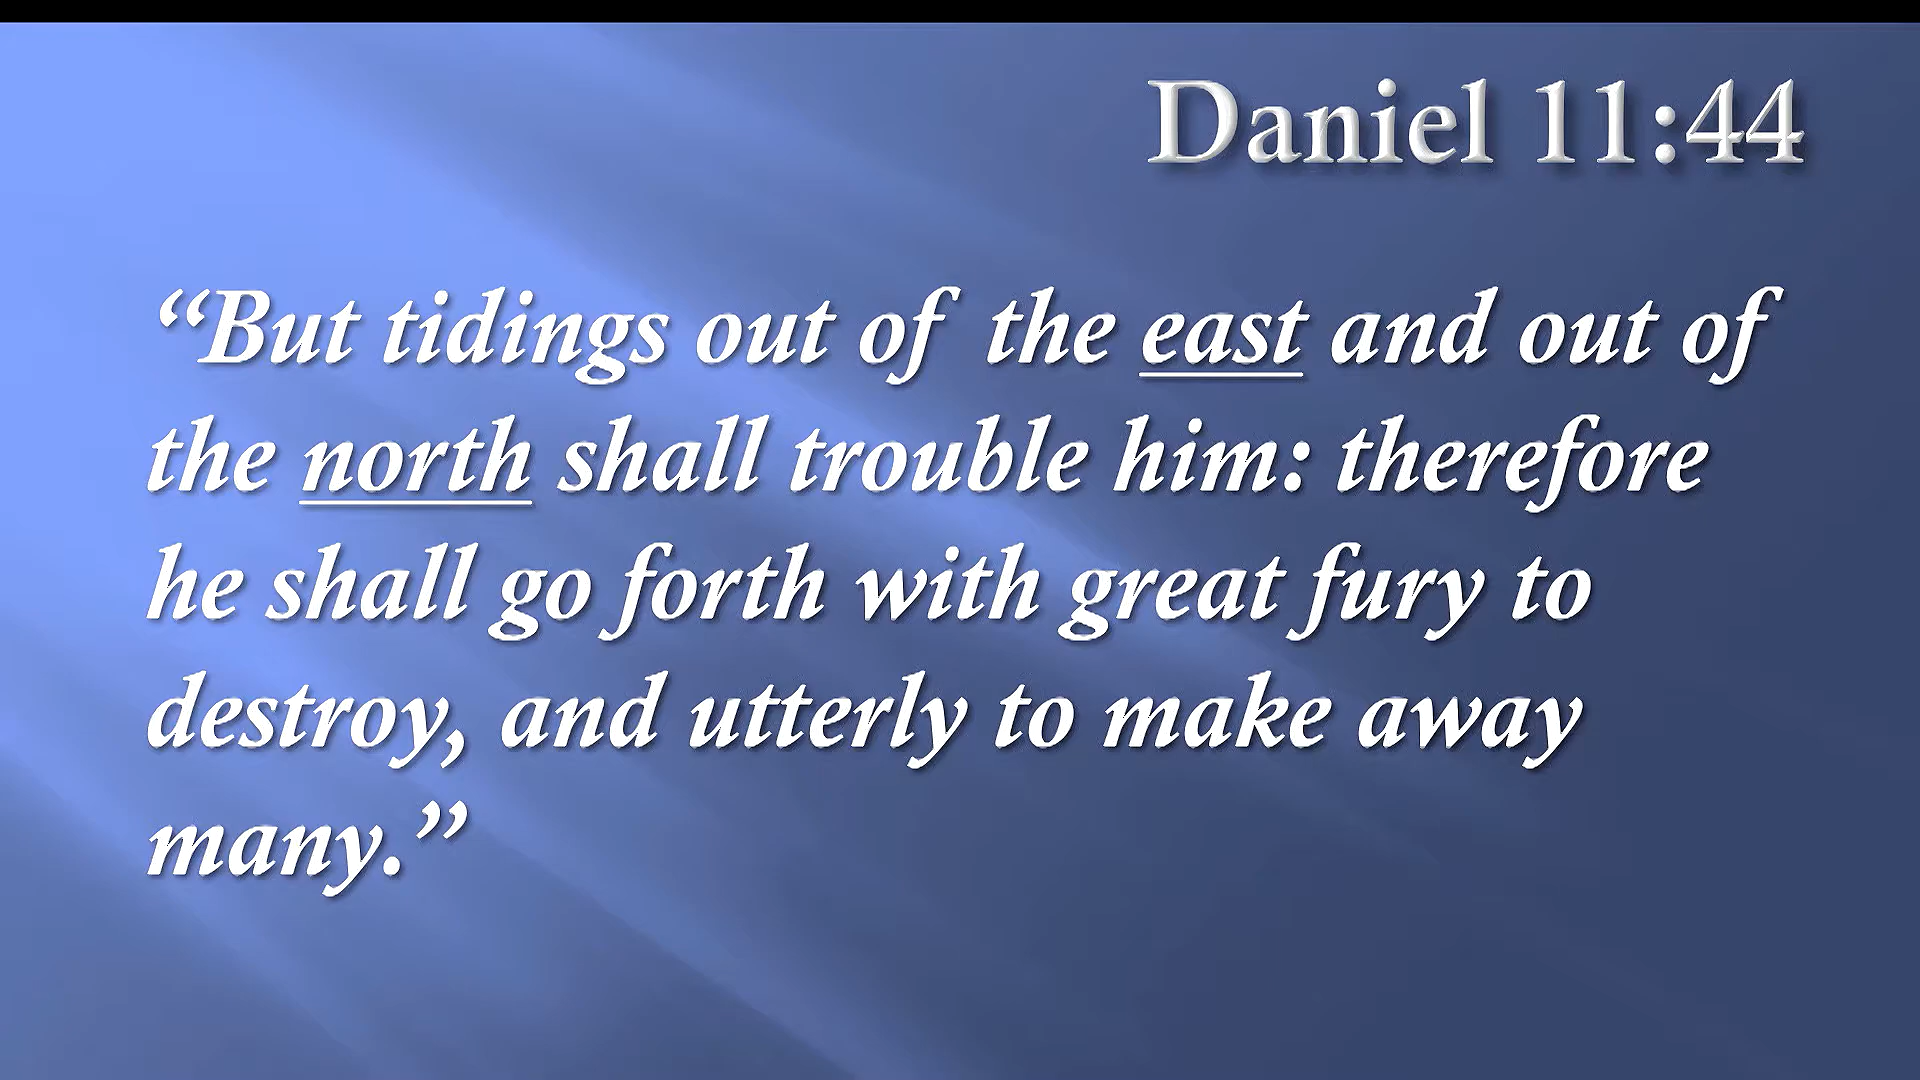 Daniel 11:44
“But tidings out of the east and out of
the north shall trouble him: therefore
he shall go forth with great fury to
destroy, and utterly to make away
many.”